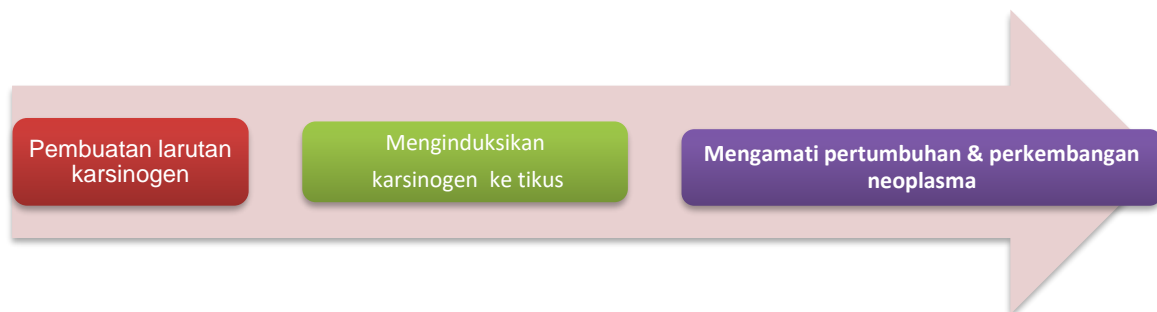 Pembuatan larutan
karsinogen
Menginduksikan
karsinogen  ke tikus
Mengamati pertumbuhan & perkembangan
neoplasma